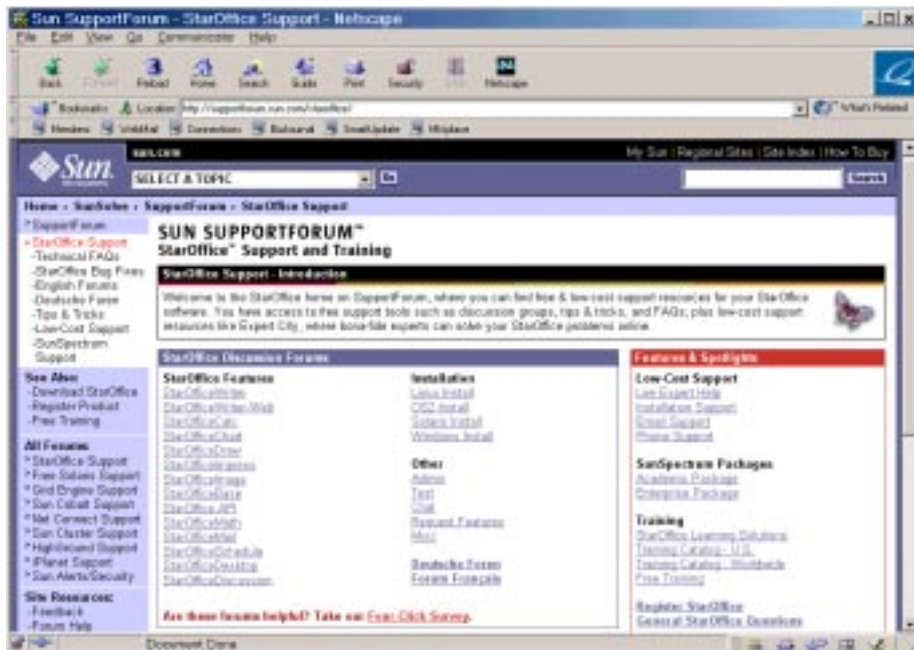 Sun SupportForum - StarOffice Support - Netscape
File Edit View Go Communicator Help
Back Forward Reload Home Search Guide Print Security Netscape
Bookmarks Location: http://supportforum.sun.com/staroffice/ What's Related
Members WebMail Connections BizJournal SmartUpdate Mktplace
sun.com My Sun | Regional Sites | Site Index | How To Buy
Sun
SELECT A TOPIC Go Search
Home > SunSolve > SupportForum > StarOffice Support
SupportForum
StarOffice Support
-Technical FAQs
-StarOffice Bug Fixes
-English Forums
-Deutsche Foren
-Tips & Tricks
-Low-Cost Support
-SunSpectrum Support
See Also:
-Download StarOffice
-Register Product
-Free Training
All Forums
StarOffice Support
Free Solaris Support
Grid Engine Support
Sun Cobalt Support
Net Connect Support
Sun Cluster Support
HighGround Support
iPlanet Support
Sun Alerts/Security
Site Resources:
-Feedback
-Forum Help
SUN SUPPORTFORUM™
StarOffice™ Support and Training
StarOffice Support - Introduction
Welcome to the StarOffice home on SupportForum, where you can find free & low-cost support resources for your StarOffice
software. You have access to free support tools such as discussion groups, tips & tricks, and FAQs, plus low-cost support
resources like Expert City, where bona-fide experts can solve your StarOffice problems online.
StarOffice Discussion Forums
StarOffice Features
StarOfficeWriter
StarOfficeWriter-Web
StarOfficeCalc
StarOfficeChart
StarOfficeDraw
StarOfficeImpress
StarOfficeImage
StarOfficeBase
StarOffice API
StarOfficeMath
StarOfficeMail
StarOfficeSchedule
StarOfficeDesktop
StarOfficeDiscussion
Installation
Linux Install
OS2 Install
Solaris Install
Windows Install
Other
Admin
Test
Chat
Request Features
Misc
Deutsche Foren
Forum Français
Are these forums helpful? Take our Four-Click Survey.
Features & Spotlights
Low-Cost Support
Live Expert Help
Installation Support
Email Support
Phone Support
SunSpectrum Packages
Academic Package
Enterprise Package
Training
StarOffice Learning Solutions
Training Catalog - U.S.
Training Catalog - Worldwide
Free Training
Register StarOffice
General StarOffice Questions
Document: Done